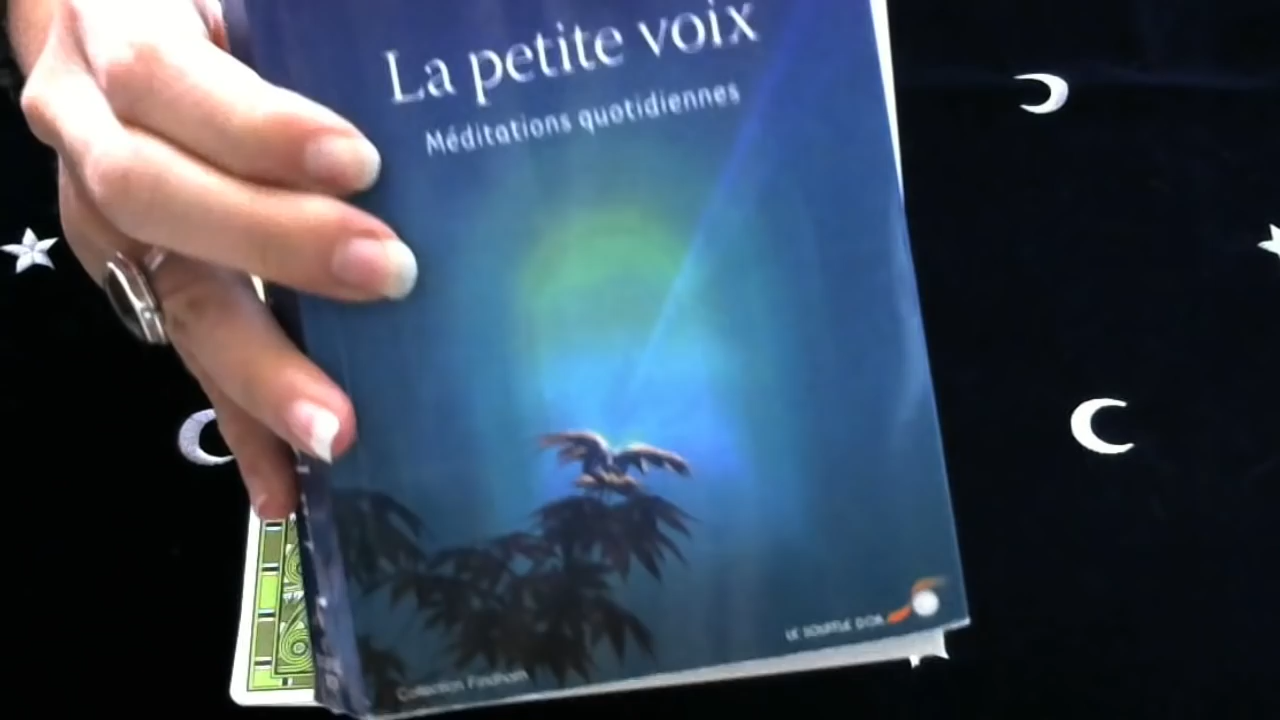 La petite voix
Méditations quotidiennes
LE SOUFFLE D'OR
Collection Findhorn